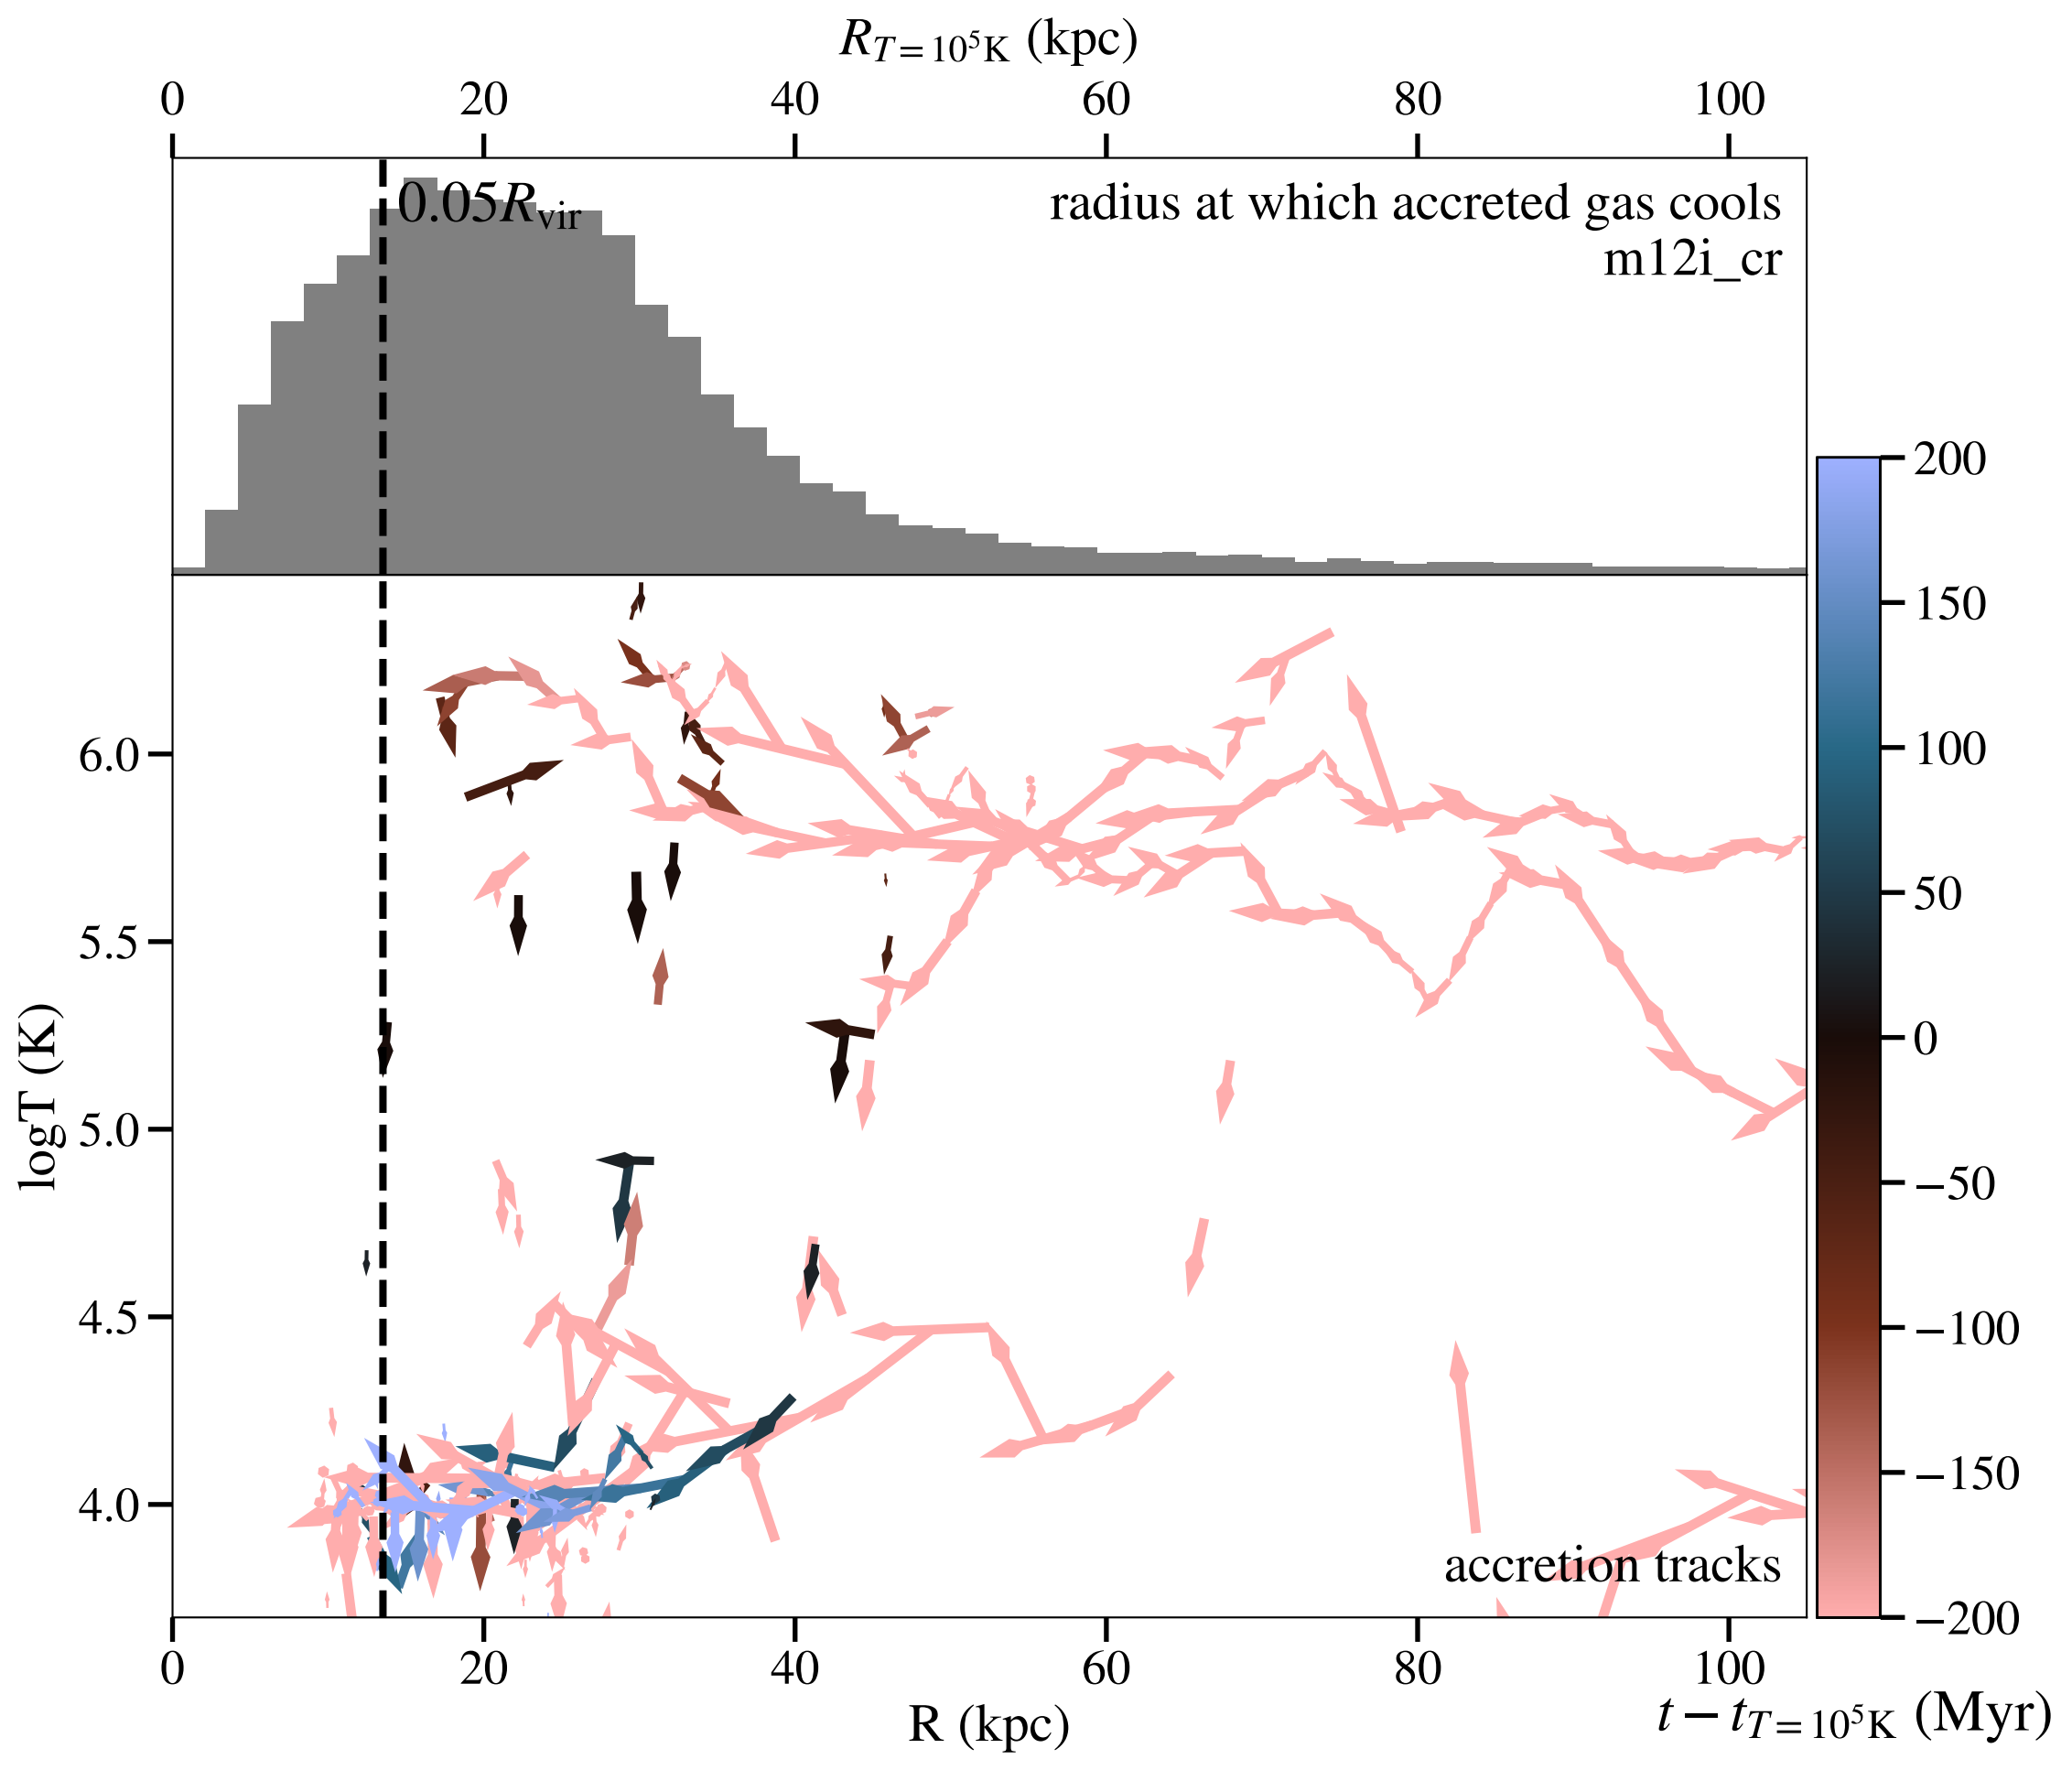 R_{T=10^5K} (kpc)
0 20 40 60 80 100
0.05R_{vir}
radius at which accreted gas cools
m12i_cr
200
150
100
50
0
−50
−100
−150
−200
6.0
5.5
5.0
4.5
4.0
logT (K)
accretion tracks
0 20 40 60 80 100
R (kpc)
t − t_{T=10^5K} (Myr)